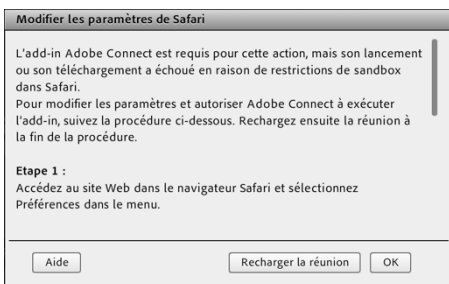 Modifier les paramètres de Safari
L'add-in Adobe Connect est requis pour cette action, mais son lancement
ou son téléchargement a échoué en raison de restrictions de sandbox
dans Safari.
Pour modifier les paramètres et autoriser Adobe Connect à exécuter
l'add-in, suivez la procédure ci-dessous. Rechargez ensuite la réunion à
la fin de la procédure.
Etape 1 :
Accédez au site Web dans le navigateur Safari et sélectionnez
Préférences dans le menu.
Aide
Recharger la réunion
OK